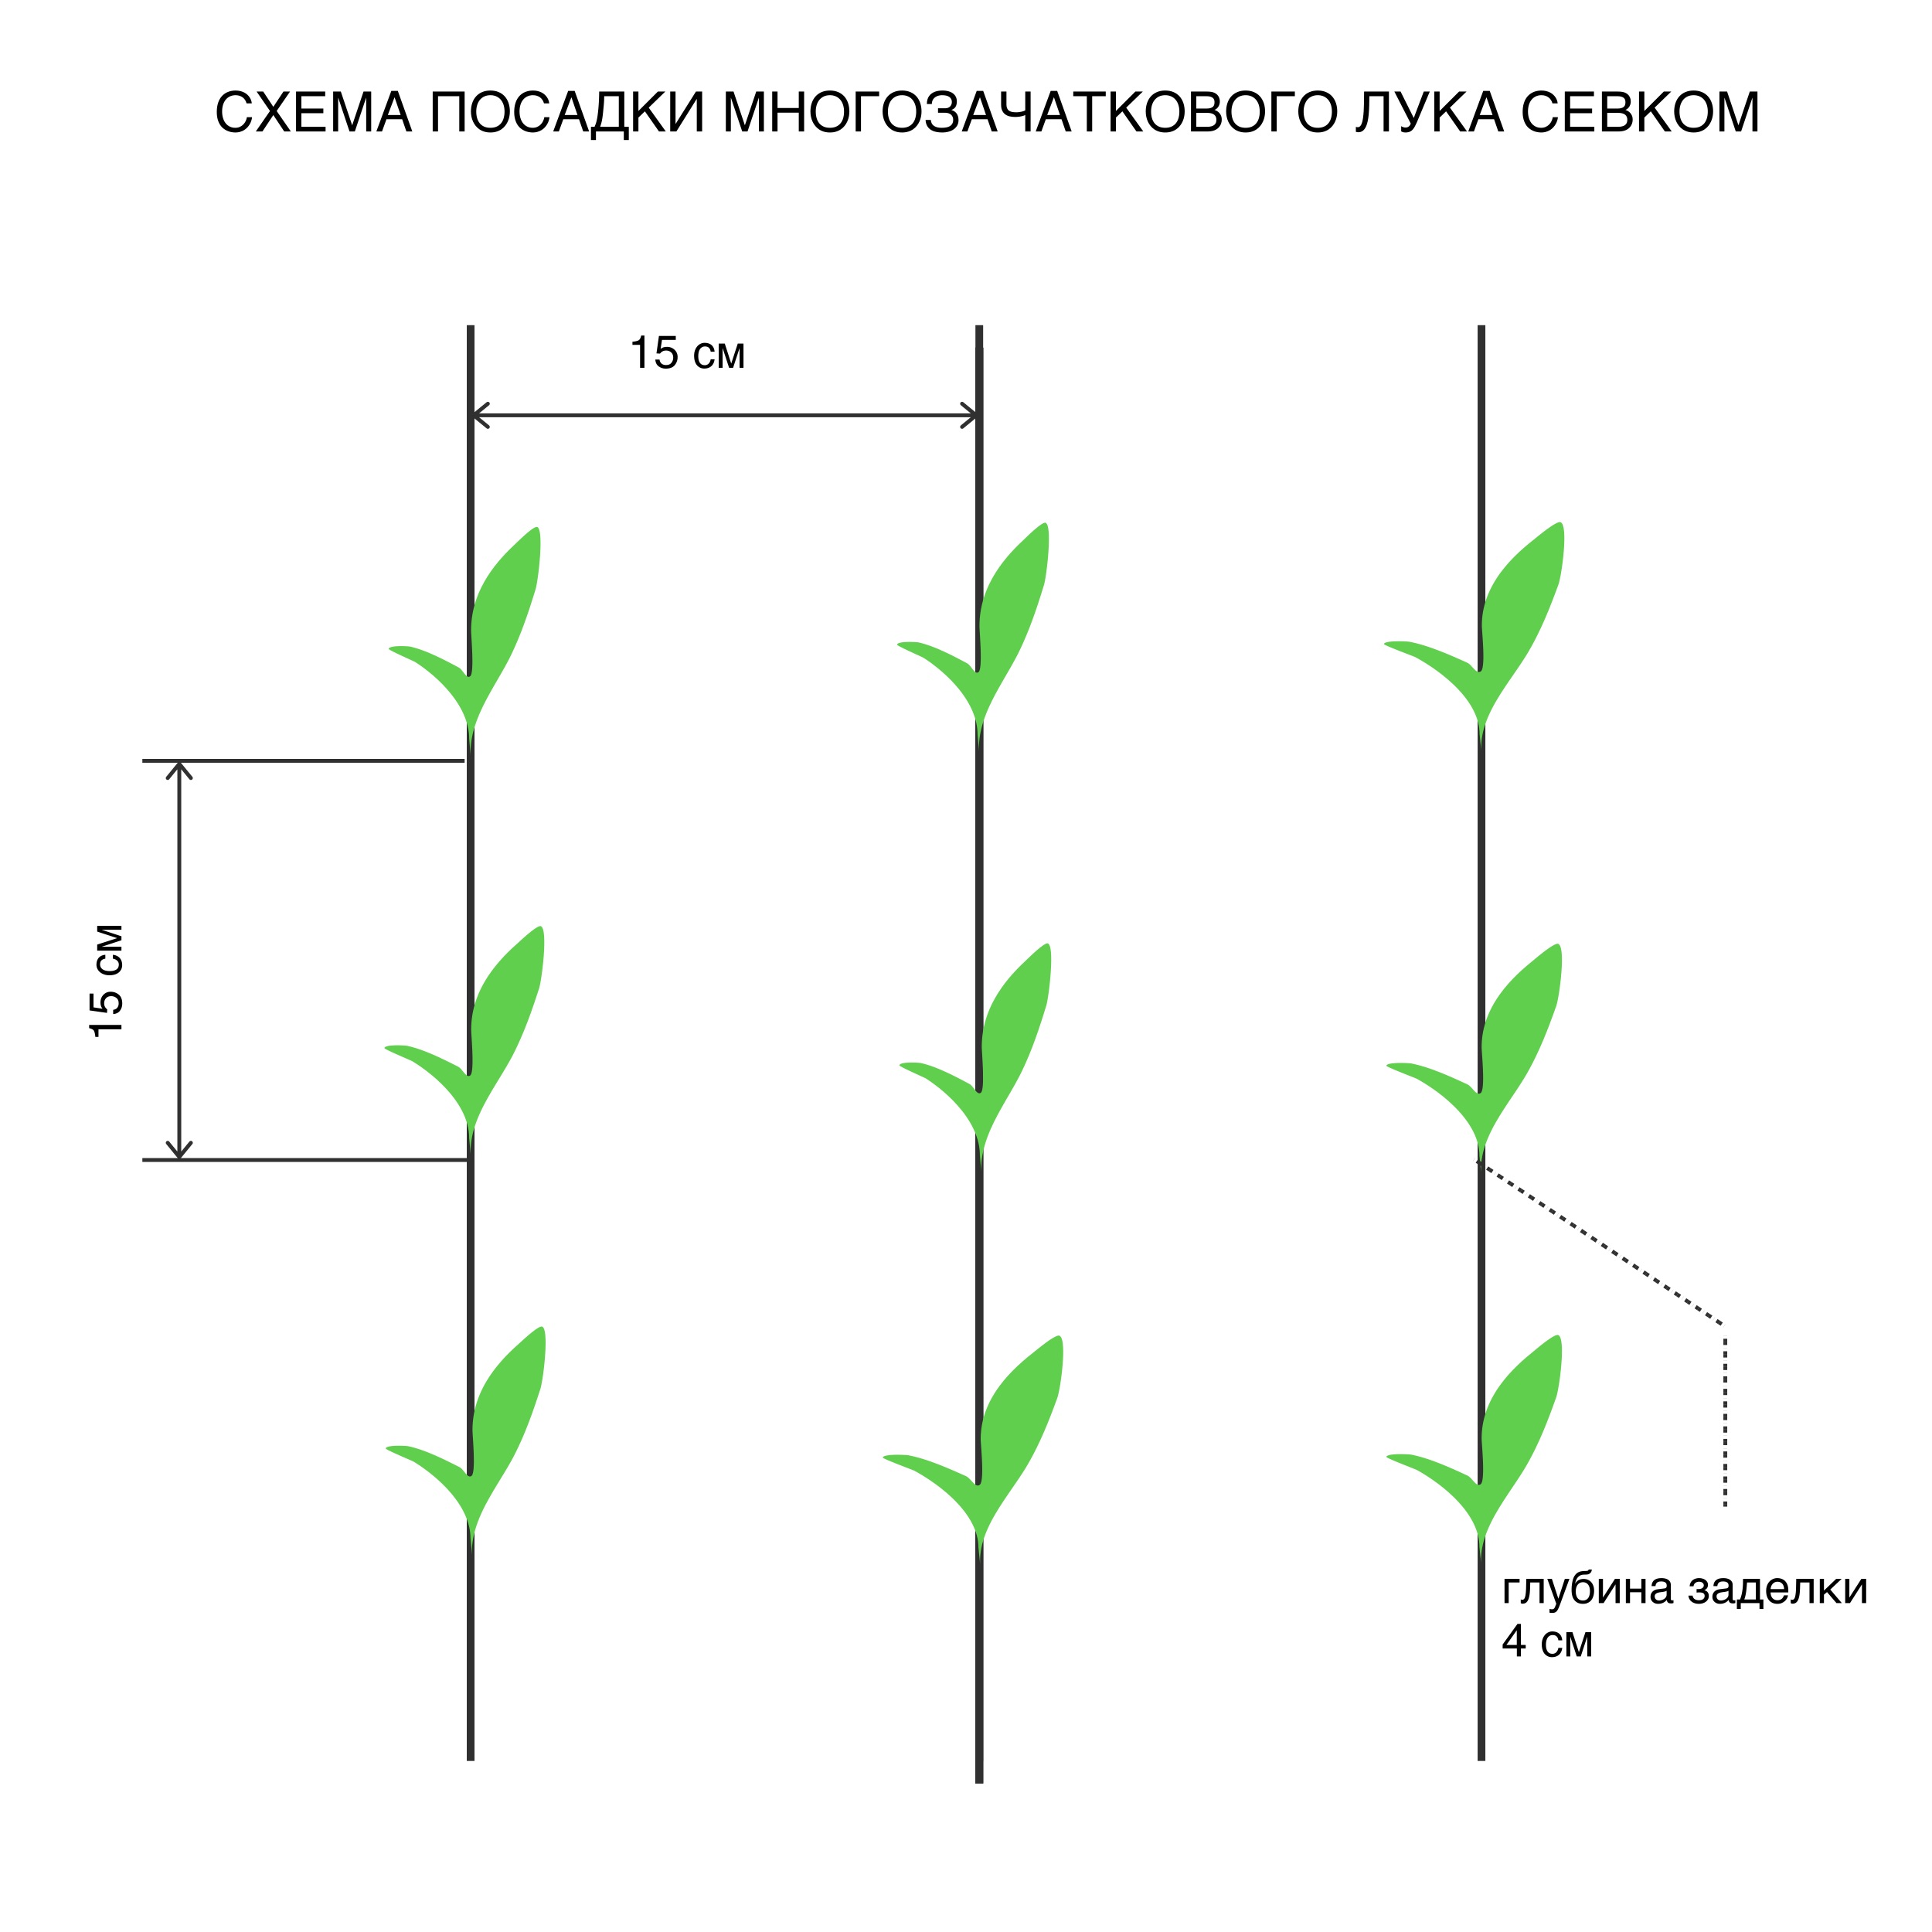 СХЕМА ПОСАДКИ МНОГОЗАЧАТКОВОГО ЛУКА СЕВКОМ
15 см
15 см
глубина заделки
4 см